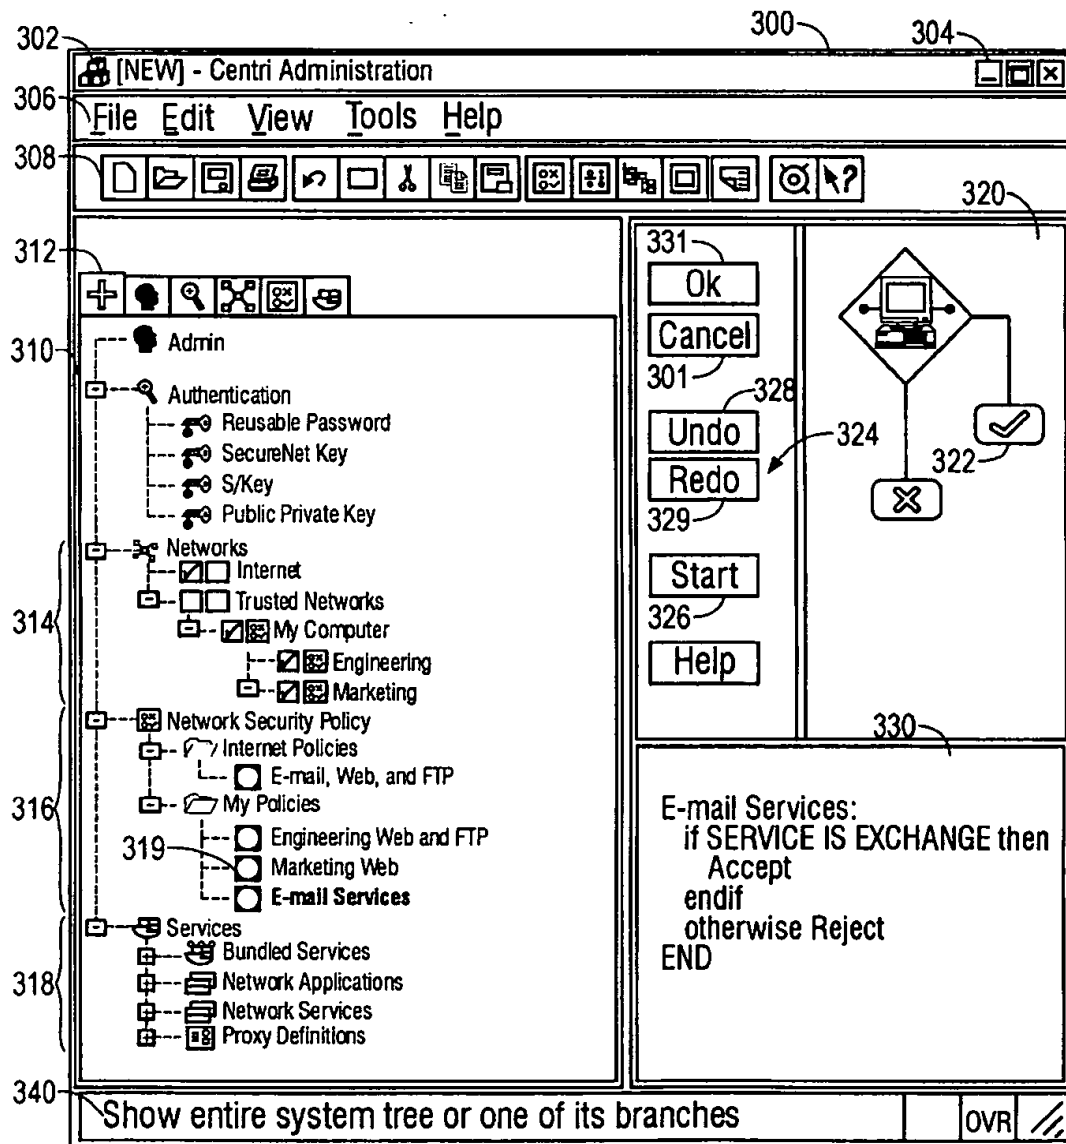 300
302
304
[NEW] - Centri Administration
306
File Edit View Tools Help
308
320
312
331
Ok
Cancel
301
310
Admin
Authentication
Reusable Password
SecureNet Key
S/Key
Public Private Key
328
Undo
324
Redo
329
322
Networks
Internet
Trusted Networks
My Computer
Engineering
Marketing
314
Start
326
Help
Network Security Policy
Internet Policies
E-mail, Web, and FTP
My Policies
316
Engineering Web and FTP
319
Marketing Web
E-mail Services
330
E-mail Services:
if SERVICE IS EXCHANGE then
Accept
endif
otherwise Reject
END
Services
Bundled Services
318
Network Applications
Network Services
Proxy Definitions
340
Show entire system tree or one of its branches
OVR